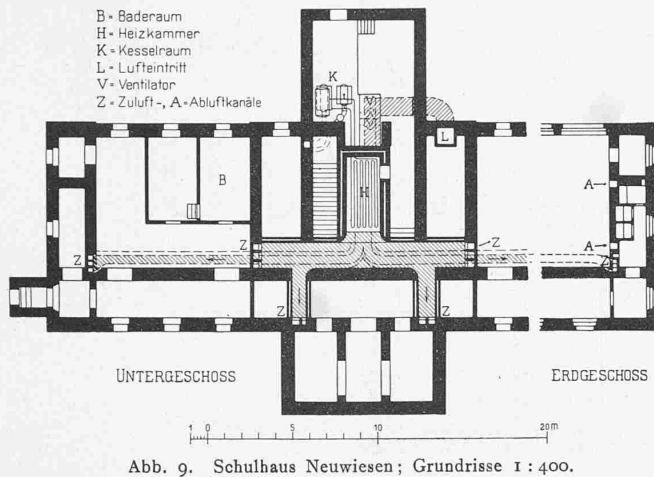 B = Baderaum
H = Heizkammer
K = Kesselraum
L = Lufteintritt
V = Ventilator
Z = Zuluft-, A = Abluftkanäle
K
L
B
H
A
Z
Z
Z
A
Z
Z
Z
UNTERGESCHOSS
ERDGESCHOSS
1 0 5 10 20m
Abb. 9. Schulhaus Neuwiesen; Grundrisse 1 : 400.